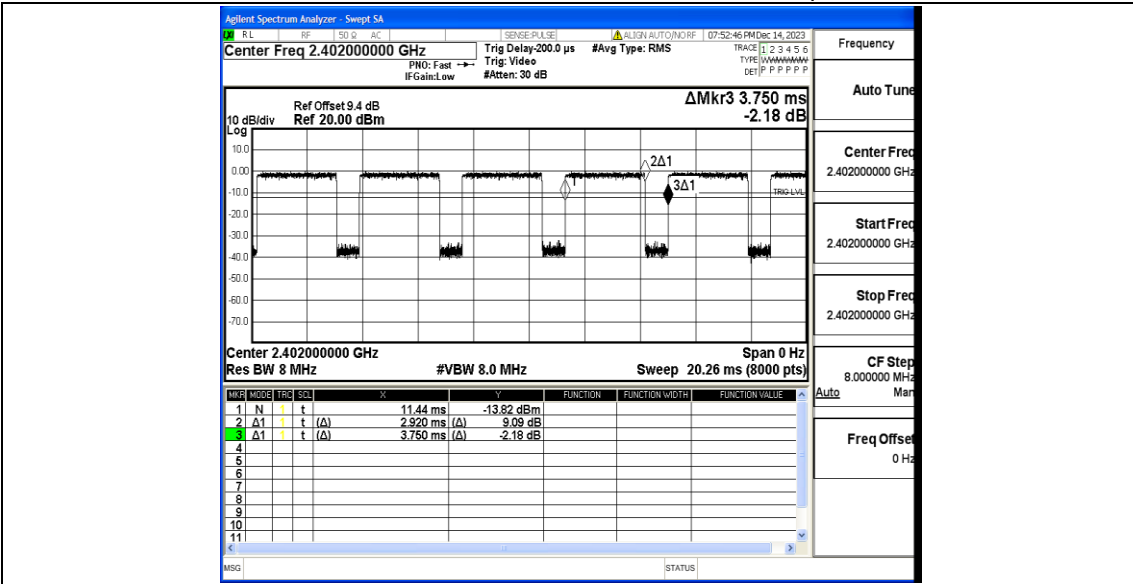 Agilent Spectrum Analyzer - Swept SA
LXI RL RF 50 Ω AC SENSE:PULSE ALIGN AUTO/NO RF 07:52:46 PM Dec 14, 2023
Center Freq 2.402000000 GHz
PNO: Fast
IFGain:Low
Trig Delay-200.0 µs
Trig: Video
#Atten: 30 dB
#Avg Type: RMS
TRACE 1 2 3 4 5 6
TYPE WWWWWW
DET P P P P P P
Frequency
Auto Tune
Center Freq
2.402000000 GHz
Start Freq
2.402000000 GHz
Stop Freq
2.402000000 GHz
CF Step
8.000000 MHz
Auto Man
Freq Offset
0 Hz
ΔMkr3 3.750 ms
-2.18 dB
Ref Offset 9.4 dB
10 dB/div Ref 20.00 dBm
Log
10.0
0.00
-10.0
-20.0
-30.0
-40.0
-50.0
-60.0
-70.0
1
2Δ1
3Δ1
TRIG LVL
Center 2.402000000 GHz Span 0 Hz
Res BW 8 MHz #VBW 8.0 MHz Sweep 20.26 ms (8000 pts)
MKR MODE TRC SCL X Y FUNCTION FUNCTION WIDTH FUNCTION VALUE
1 N 1 t 11.44 ms -13.82 dBm
2 Δ1 1 t (Δ) 2.920 ms (Δ) 9.09 dB
3 Δ1 1 t (Δ) 3.750 ms (Δ) -2.18 dB
4
5
6
7
8
9
10
11
MSG STATUS